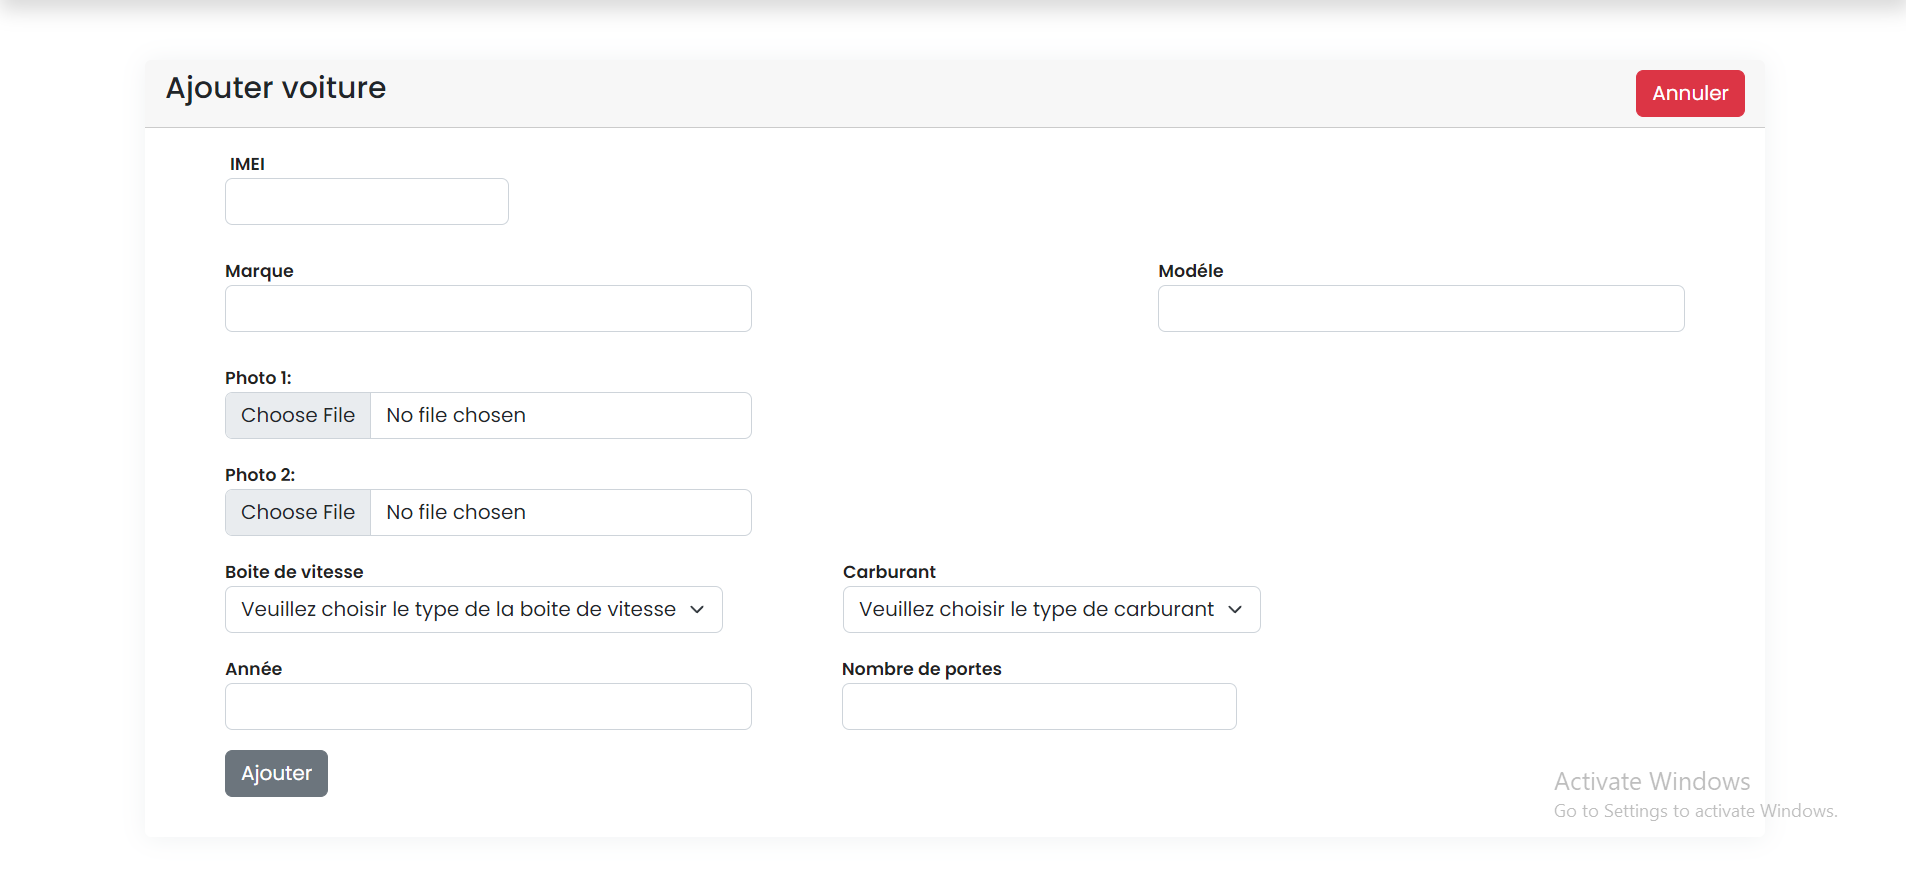 Ajouter voiture
Annuler
IMEI
Marque
Modéle
Photo 1:
Choose File No file chosen
Photo 2:
Choose File No file chosen
Boite de vitesse
Carburant
Veuillez choisir le type de la boite de vitesse
Veuillez choisir le type de carburant
Année
Nombre de portes
Ajouter
Activate Windows
Go to Settings to activate Windows.